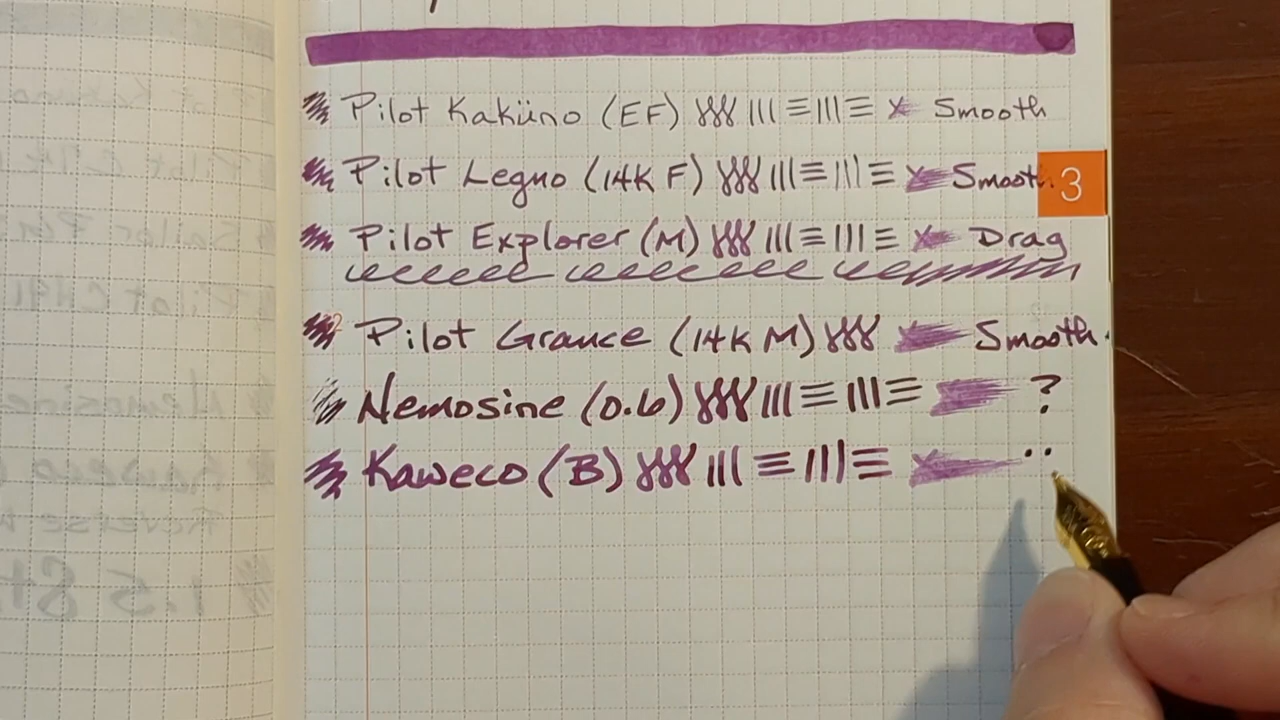 Pilot Kaküno (EF) Smooth
Pilot Legno (14K F) Smooth
3
Pilot Explorer (M) Drag
Pilot Grance (14K M) Smooth
Nemosine (0.6) ?
Kaweco (B)